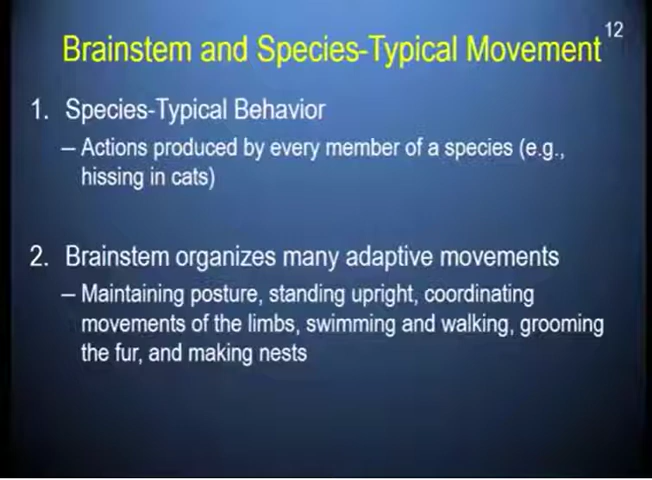 12
Brainstem and Species-Typical Movement
1. Species-Typical Behavior
– Actions produced by every member of a species (e.g.,
hissing in cats)
2. Brainstem organizes many adaptive movements
– Maintaining posture, standing upright, coordinating
movements of the limbs, swimming and walking, grooming
the fur, and making nests